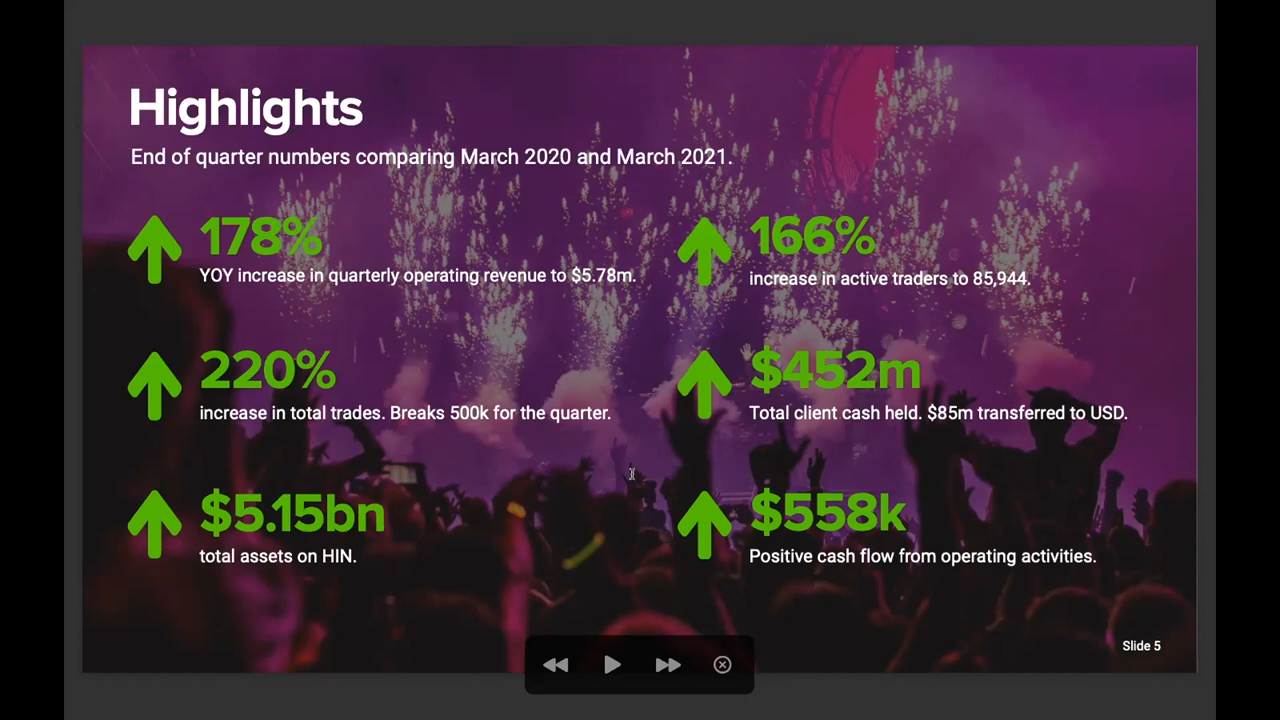 Highlights
End of quarter numbers comparing March 2020 and March 2021.
178%
YOY increase in quarterly operating revenue to $5.78m.
166%
increase in active traders to 85,944.
220%
increase in total trades. Breaks 500k for the quarter.
$452m
Total client cash held. $85m transferred to USD.
$5.15bn
total assets on HIN.
$558k
Positive cash flow from operating activities.
Slide 5